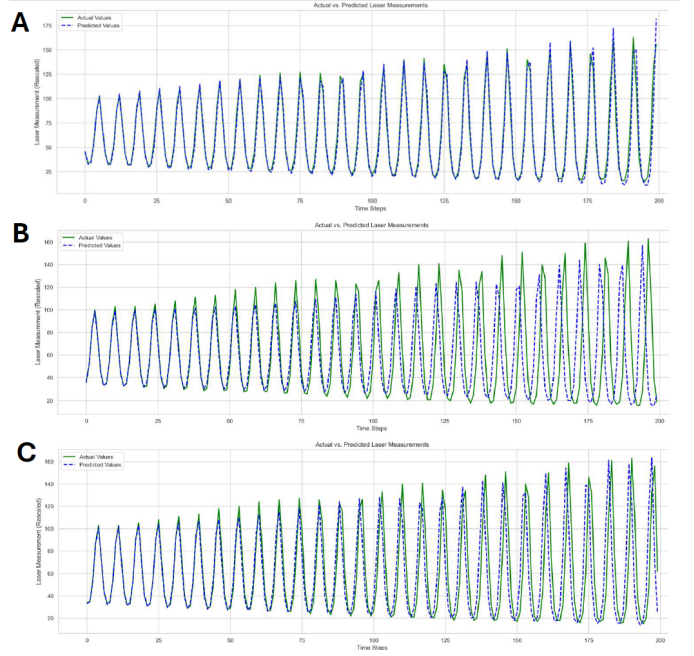 A
Actual vs. Predicted Laser Measurements
Actual Values
Predicted Values
175
150
125
100
75
50
25
Laser Measurement (Rescaled)
0
25
50
75
100
125
150
175
200
Time Steps
B
Actual vs. Predicted Laser Measurements
Actual Values
Predicted Values
160
140
120
100
80
60
40
20
Laser Measurement (Rescaled)
0
25
50
75
100
125
150
175
200
Time Steps
C
Actual vs. Predicted Laser Measurements
Actual Values
Predicted Values
160
140
120
100
80
60
40
20
Laser Measurement (Rescaled)
0
25
50
75
100
125
150
175
200
Time Steps